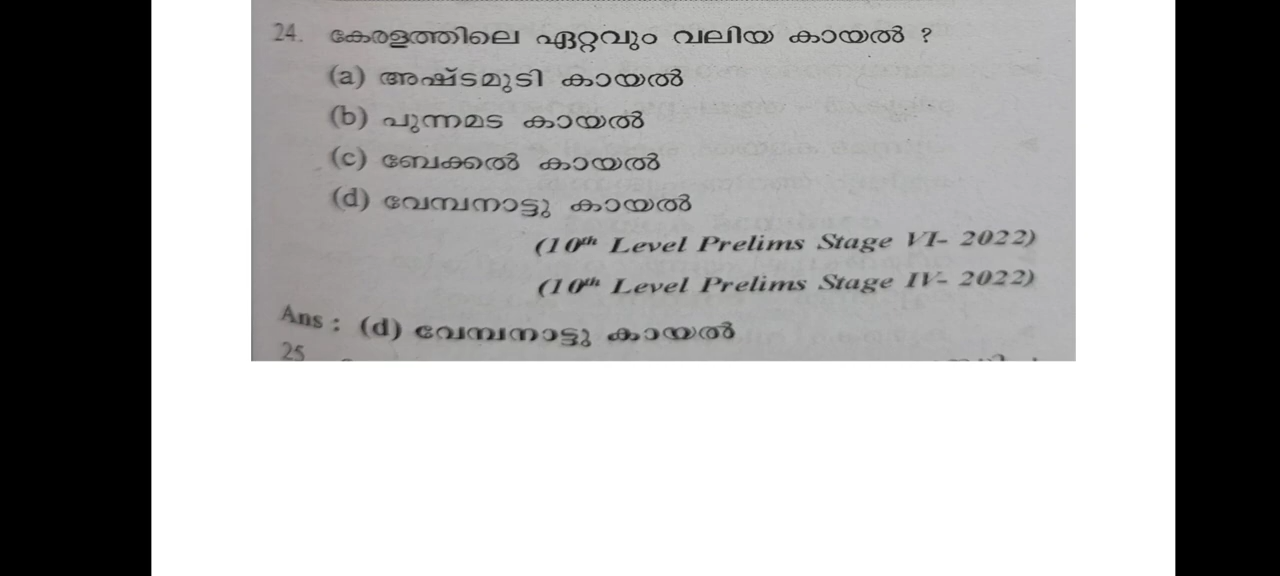 24. കേരളത്തിലെ ഏറ്റവും വലിയ കായൽ ?
(a) അഷ്ടമുടി കായൽ
(b) പുന്നമട കായൽ
(c) ബേക്കൽ കായൽ
(d) വേമ്പനാട്ടു കായൽ
(10th Level Prelims Stage VI- 2022)
(10th Level Prelims Stage IV- 2022)
Ans : (d) വേമ്പനാട്ടു കായൽ
25